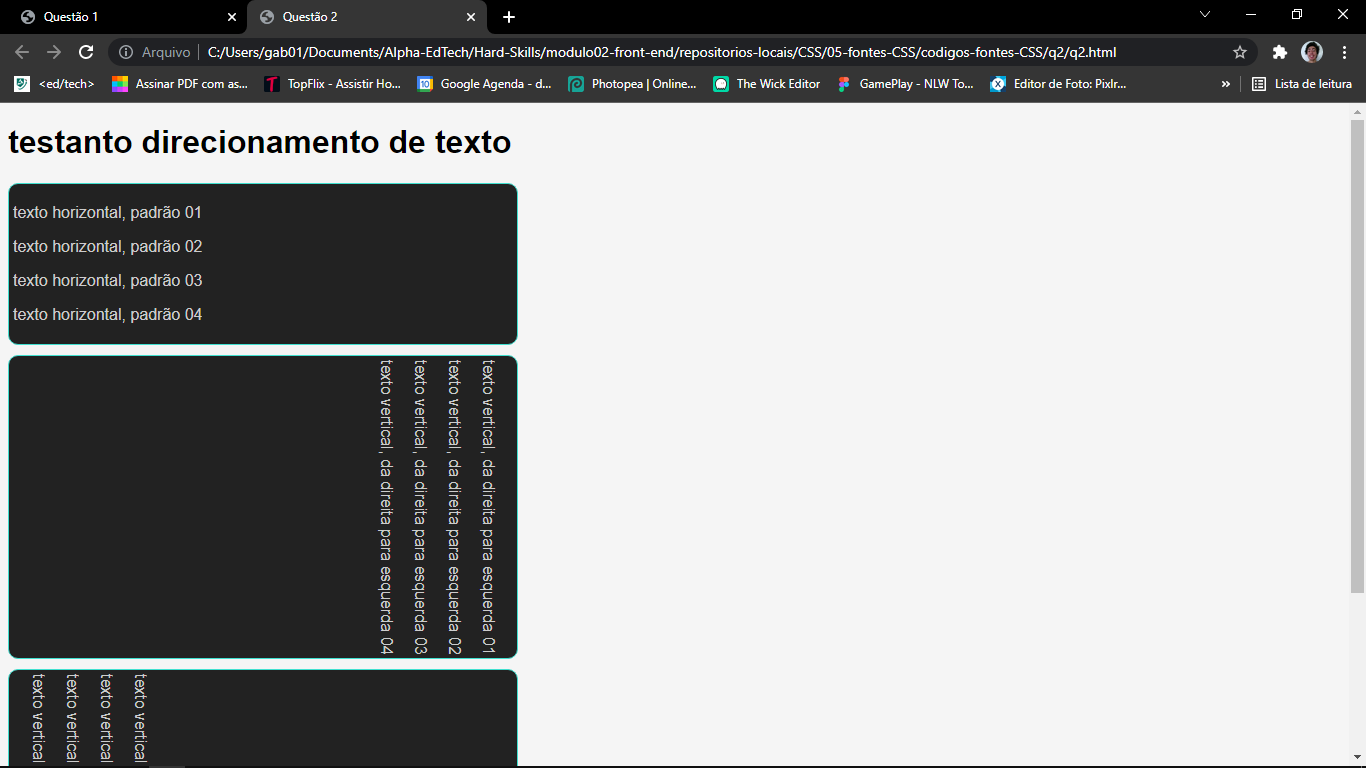 Questão 1
Questão 2
Arquivo
C:/Users/gab01/Documents/Alpha-EdTech/Hard-Skills/modulo02-front-end/repositorios-locais/CSS/05-fontes-CSS/codigos-fontes-CSS/q2/q2.html
<ed/tech>
Assinar PDF com as...
TopFlix - Assistir Ho...
10
Google Agenda - d...
Photopea | Online...
The Wick Editor
GamePlay - NLW To...
Editor de Foto: Pixlr...
»
Lista de leitura
testanto direcionamento de texto
texto horizontal, padrão 01
texto horizontal, padrão 02
texto horizontal, padrão 03
texto horizontal, padrão 04
texto vertical, da direita para esquerda 01
texto vertical, da direita para esquerda 02
texto vertical, da direita para esquerda 03
texto vertical, da direita para esquerda 04
texto vertical
texto vertical
texto vertical
texto vertical